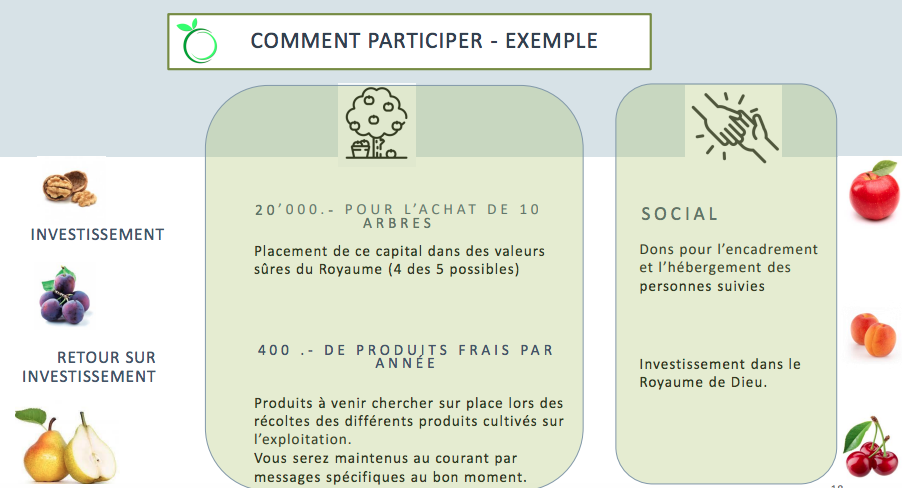 COMMENT PARTICIPER - EXEMPLE
INVESTISSEMENT
20’000.- POUR L’ACHAT DE 10
ARBRES
Placement de ce capital dans des valeurs
sûres du Royaume (4 des 5 possibles)
SOCIAL
Dons pour l’encadrement
et l’hébergement des
personnes suivies
RETOUR SUR
INVESTISSEMENT
400 .- DE PRODUITS FRAIS PAR
ANNÉE
Produits à venir chercher sur place lors des
récoltes des différents produits cultivés sur
l’exploitation.
Vous serez maintenus au courant par
messages spécifiques au bon moment.
Investissement dans le
Royaume de Dieu.